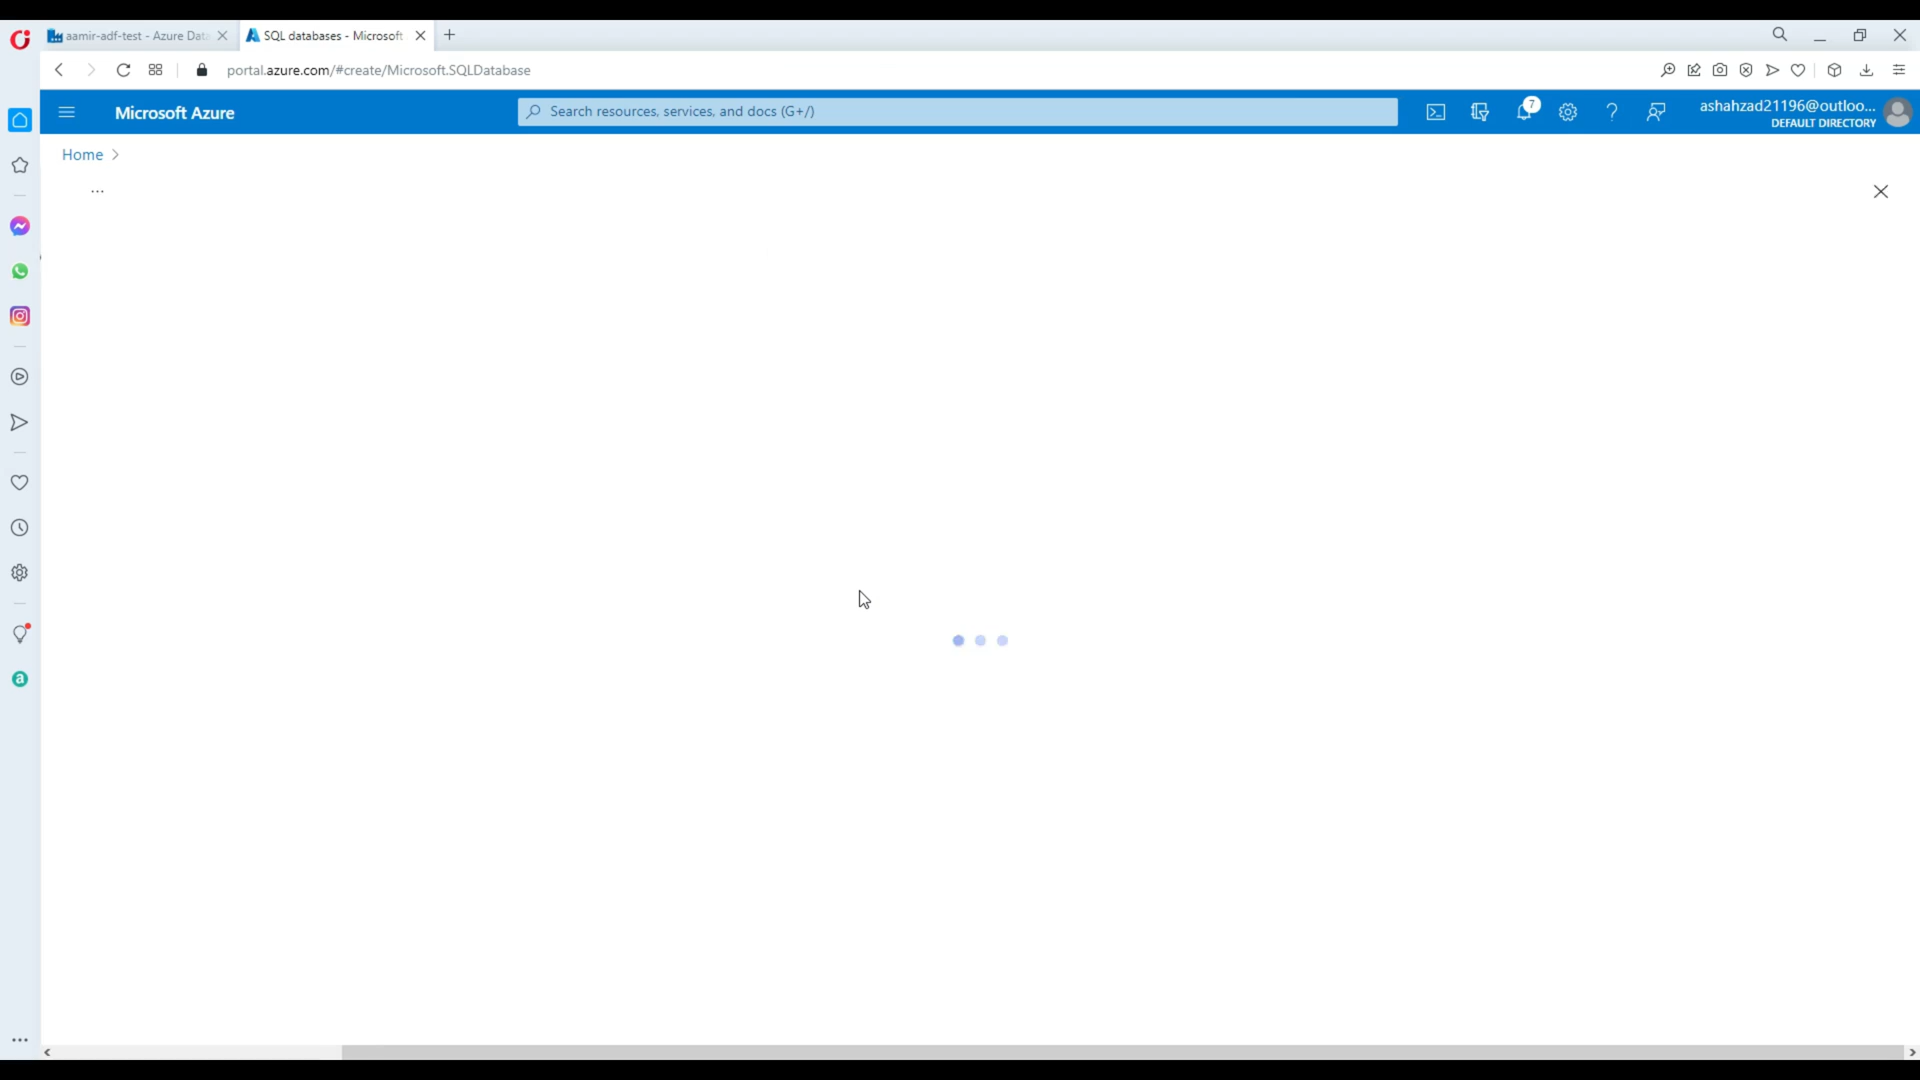 aamir-adf-test - Azure Dat
SQL databases - Microsoft
portal.azure.com/#create/Microsoft.SQLDatabase
Microsoft Azure
Search resources, services, and docs (G+/)
7
ashahzad21196@outloo...
DEFAULT DIRECTORY
Home
...
a